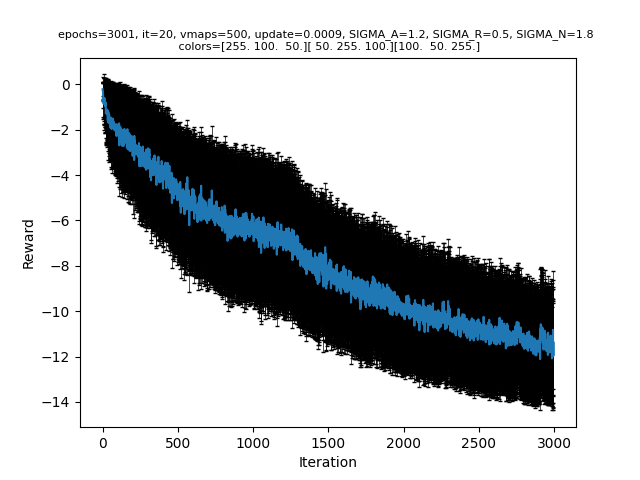 epochs=3001, it=20, vmaps=500, update=0.0009, SIGMA_A=1.2, SIGMA_R=0.5, SIGMA_N=1.8
colors=[255. 100.  50.][ 50. 255. 100.][100.  50. 255.]
0
−2
−4
−6
−8
−10
−12
−14
Reward
0 500 1000 1500 2000 2500 3000
Iteration